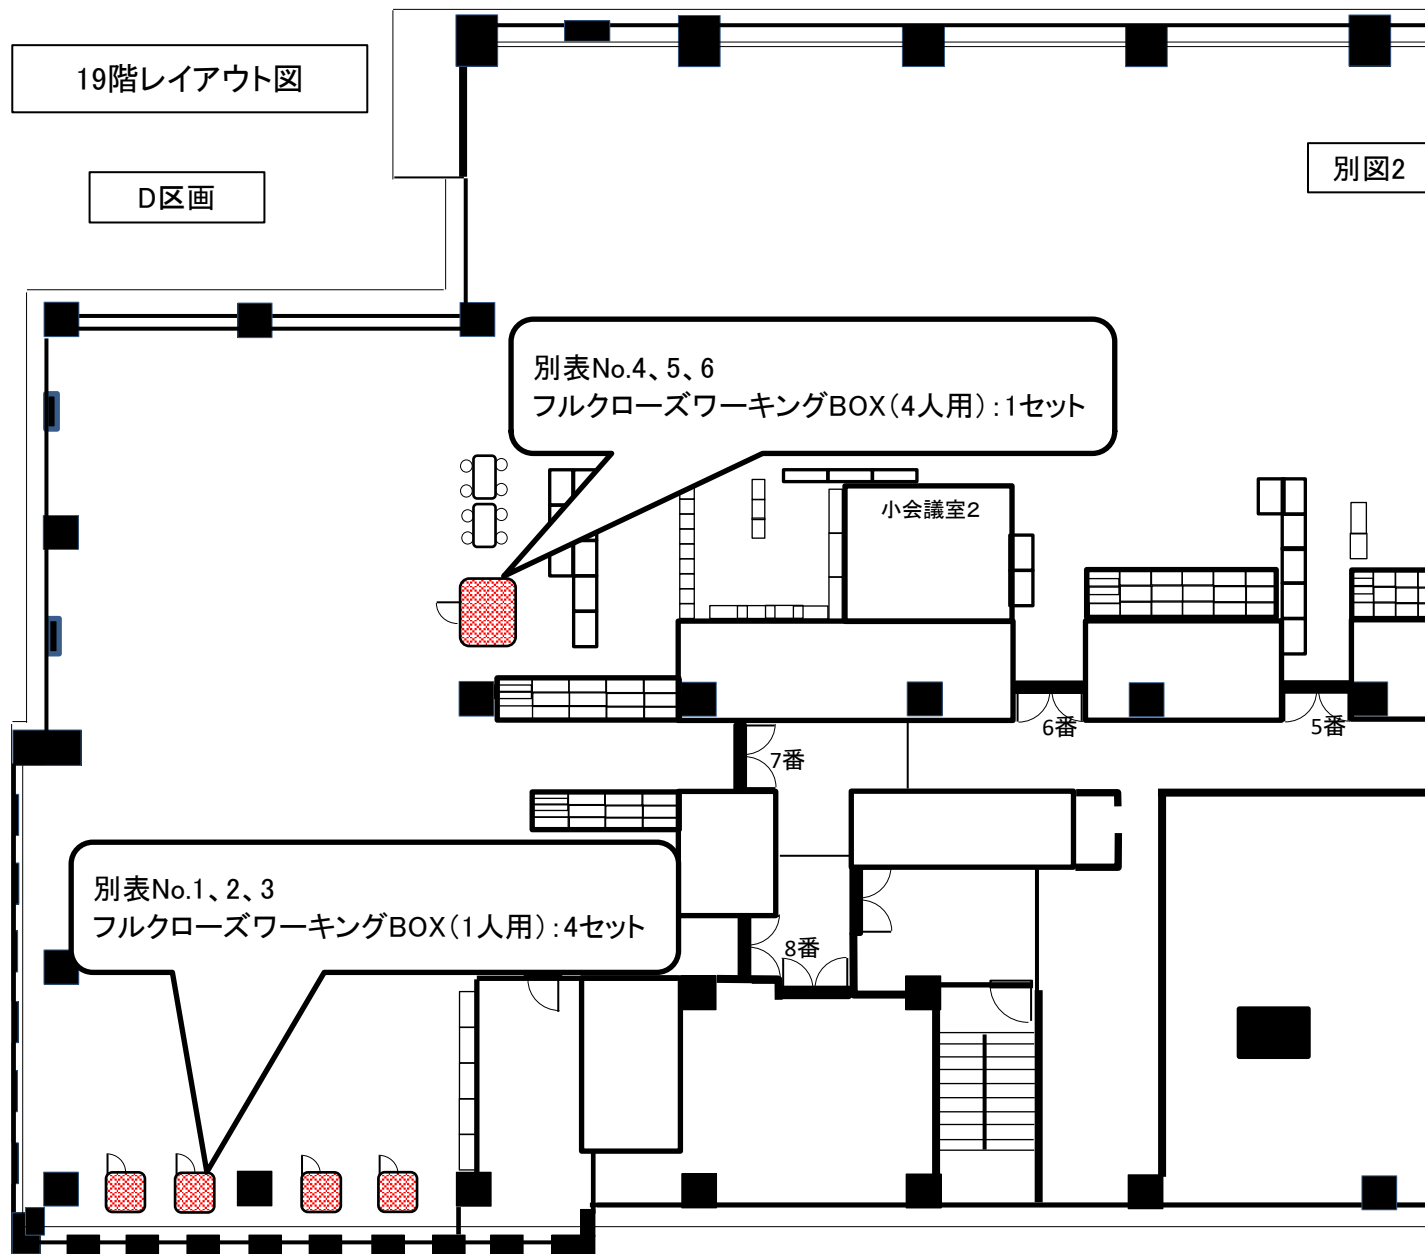 19階レイアウト図
D区画
別図2
別表No.4、5、6
フルクローズワーキングBOX(4人用):1セット
小会議室2
6番
5番
7番
別表No.1、2、3
フルクローズワーキングBOX(1人用):4セット
8番